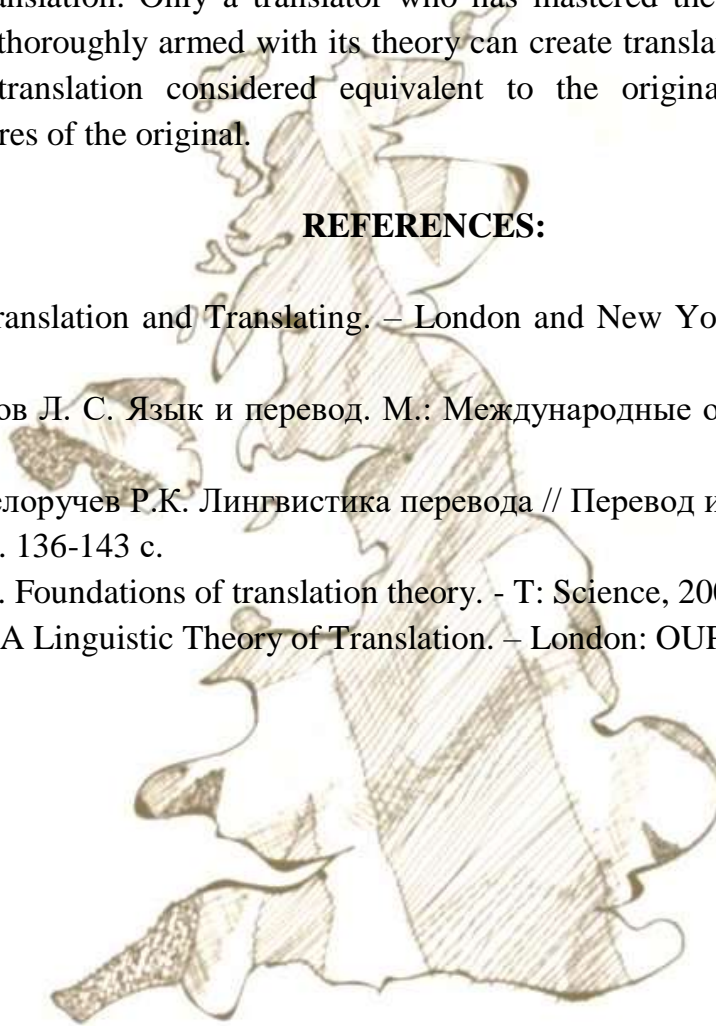 anslation. Only a translator who has mastered the
thoroughly armed with its theory can create transla
translation considered equivalent to the origina
res of the original.
REFERENCES:
ranslation and Translating. – London and New Yo
ов Л. С. Язык и перевод. М.: Международные о
елоручев Р.К. Лингвистика перевода // Перевод и
. 136-143 с.
. Foundations of translation theory. - T: Science, 200
A Linguistic Theory of Translation. – London: OUP